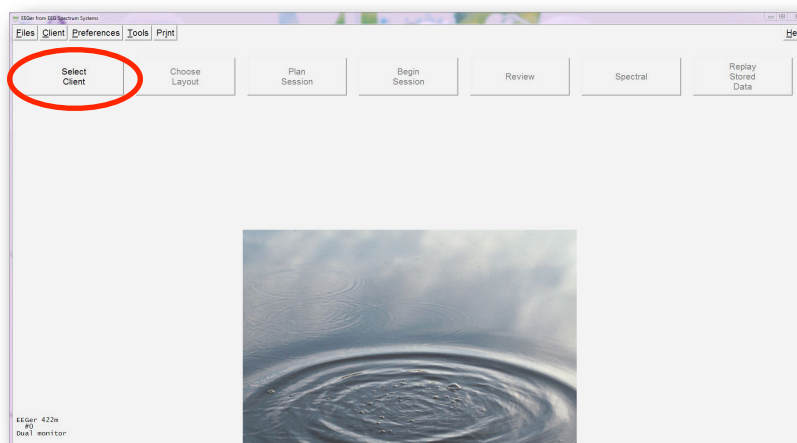 EEGer from EEG Spectrum Systems
Files Client Preferences Tools Print He
Select
Client
Choose
Layout
Plan
Session
Begin
Session
Review
Spectral
Replay
Stored
Data
EEGer 422m
#0
Dual monitor